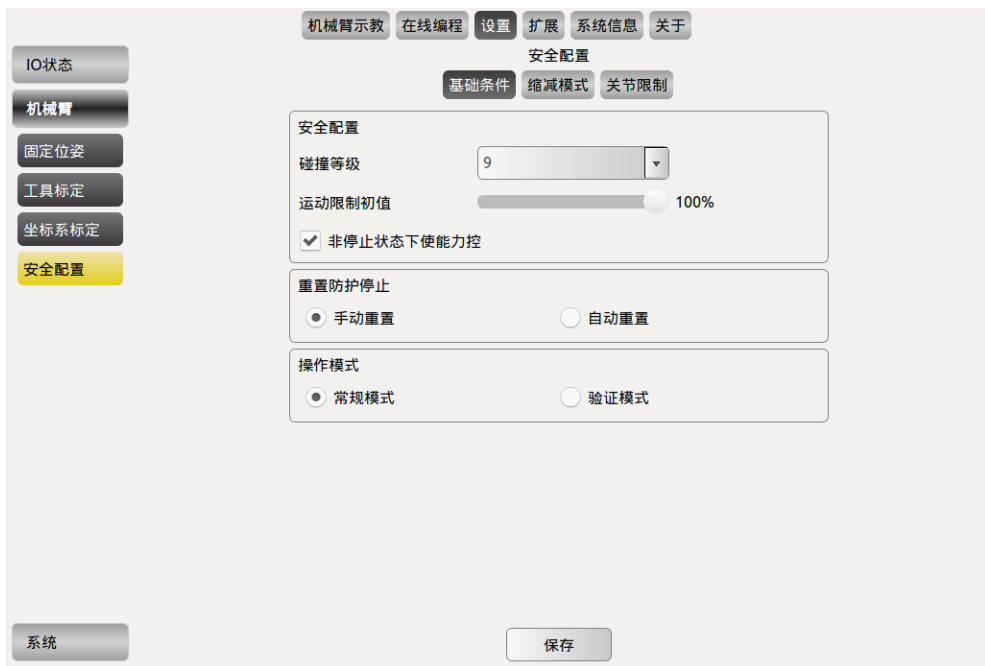 机械臂示教 在线编程 设置 扩展 系统信息 关于
安全配置
IO状态
基础条件 缩减模式 关节限制
机械臂
固定位姿
工具标定
坐标系标定
安全配置
安全配置
碰撞等级 9
运动限制初值 100%
非停止状态下使能力控
重置防护停止
手动重置 自动重置
操作模式
常规模式 验证模式
系统
保存